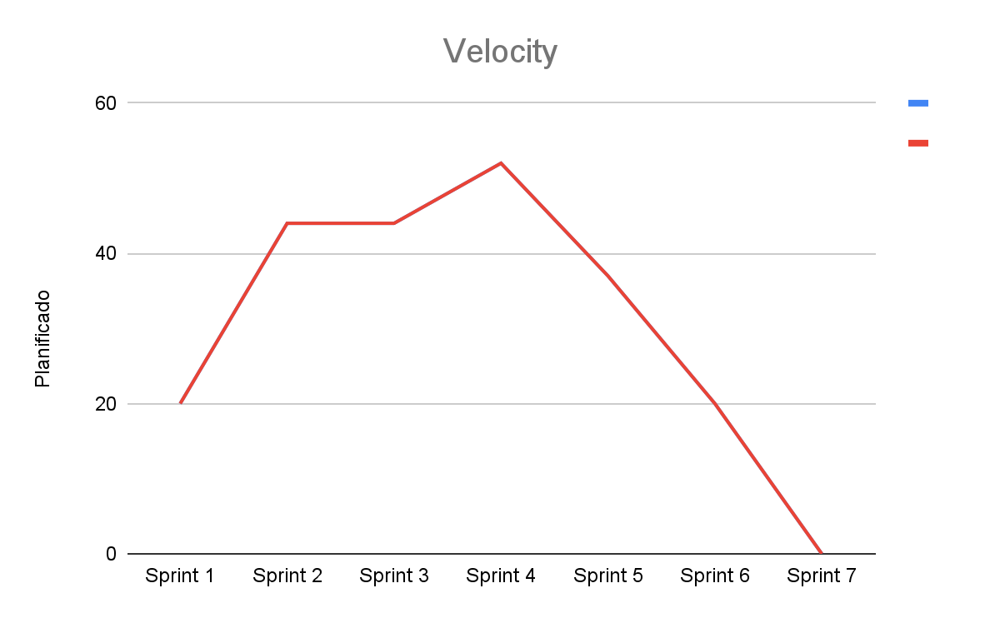 Velocity
60
40
20
0
Planificado
Sprint 1
Sprint 2
Sprint 3
Sprint 4
Sprint 5
Sprint 6
Sprint 7